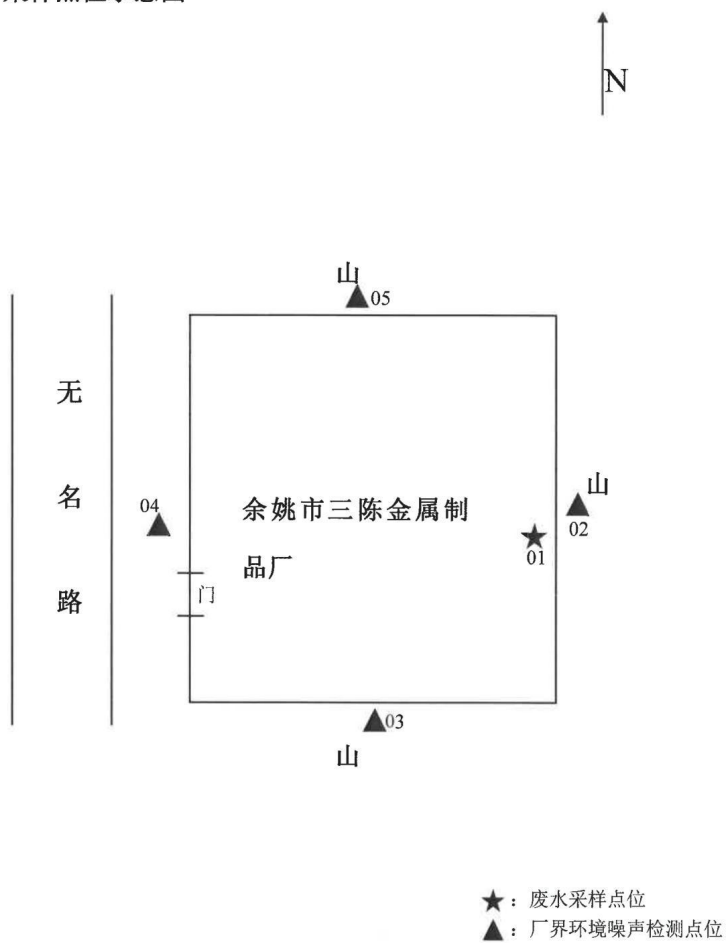 N
山
05
无
名
路
04
余姚市三陈金属制
品厂
山
02
01
门
03
山
★：废水采样点位
▲：厂界环境噪声检测点位